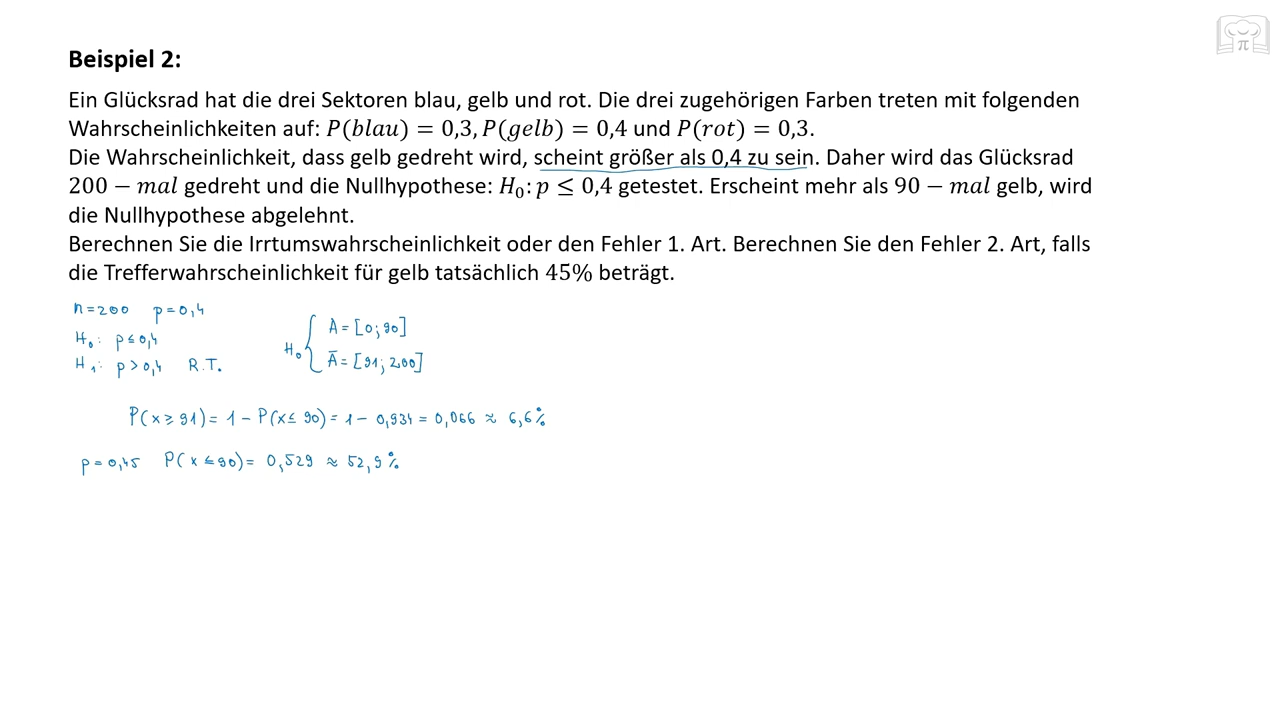 Beispiel 2:
Ein Glücksrad hat die drei Sektoren blau, gelb und rot. Die drei zugehörigen Farben treten mit folgenden
Wahrscheinlichkeiten auf: P(blau) = 0,3, P(gelb) = 0,4 und P(rot) = 0,3.
Die Wahrscheinlichkeit, dass gelb gedreht wird, scheint größer als 0,4 zu sein. Daher wird das Glücksrad
200 − mal gedreht und die Nullhypothese: H₀: p ≤ 0,4 getestet. Erscheint mehr als 90 − mal gelb, wird
die Nullhypothese abgelehnt.
Berechnen Sie die Irrtumswahrscheinlichkeit oder den Fehler 1. Art. Berechnen Sie den Fehler 2. Art, falls
die Trefferwahrscheinlichkeit für gelb tatsächlich 45% beträgt.
n=200 p=0,4
H₀: p≤0,4
H₁: p>0,4 R.T.
H₀ { A=[0;90]
Ā=[91;200]
P(x≥91)=1−P(x≤90)=1−0,934=0,066≈6,6%
p=0,45 P(x≤90)=0,529≈52,9%
π